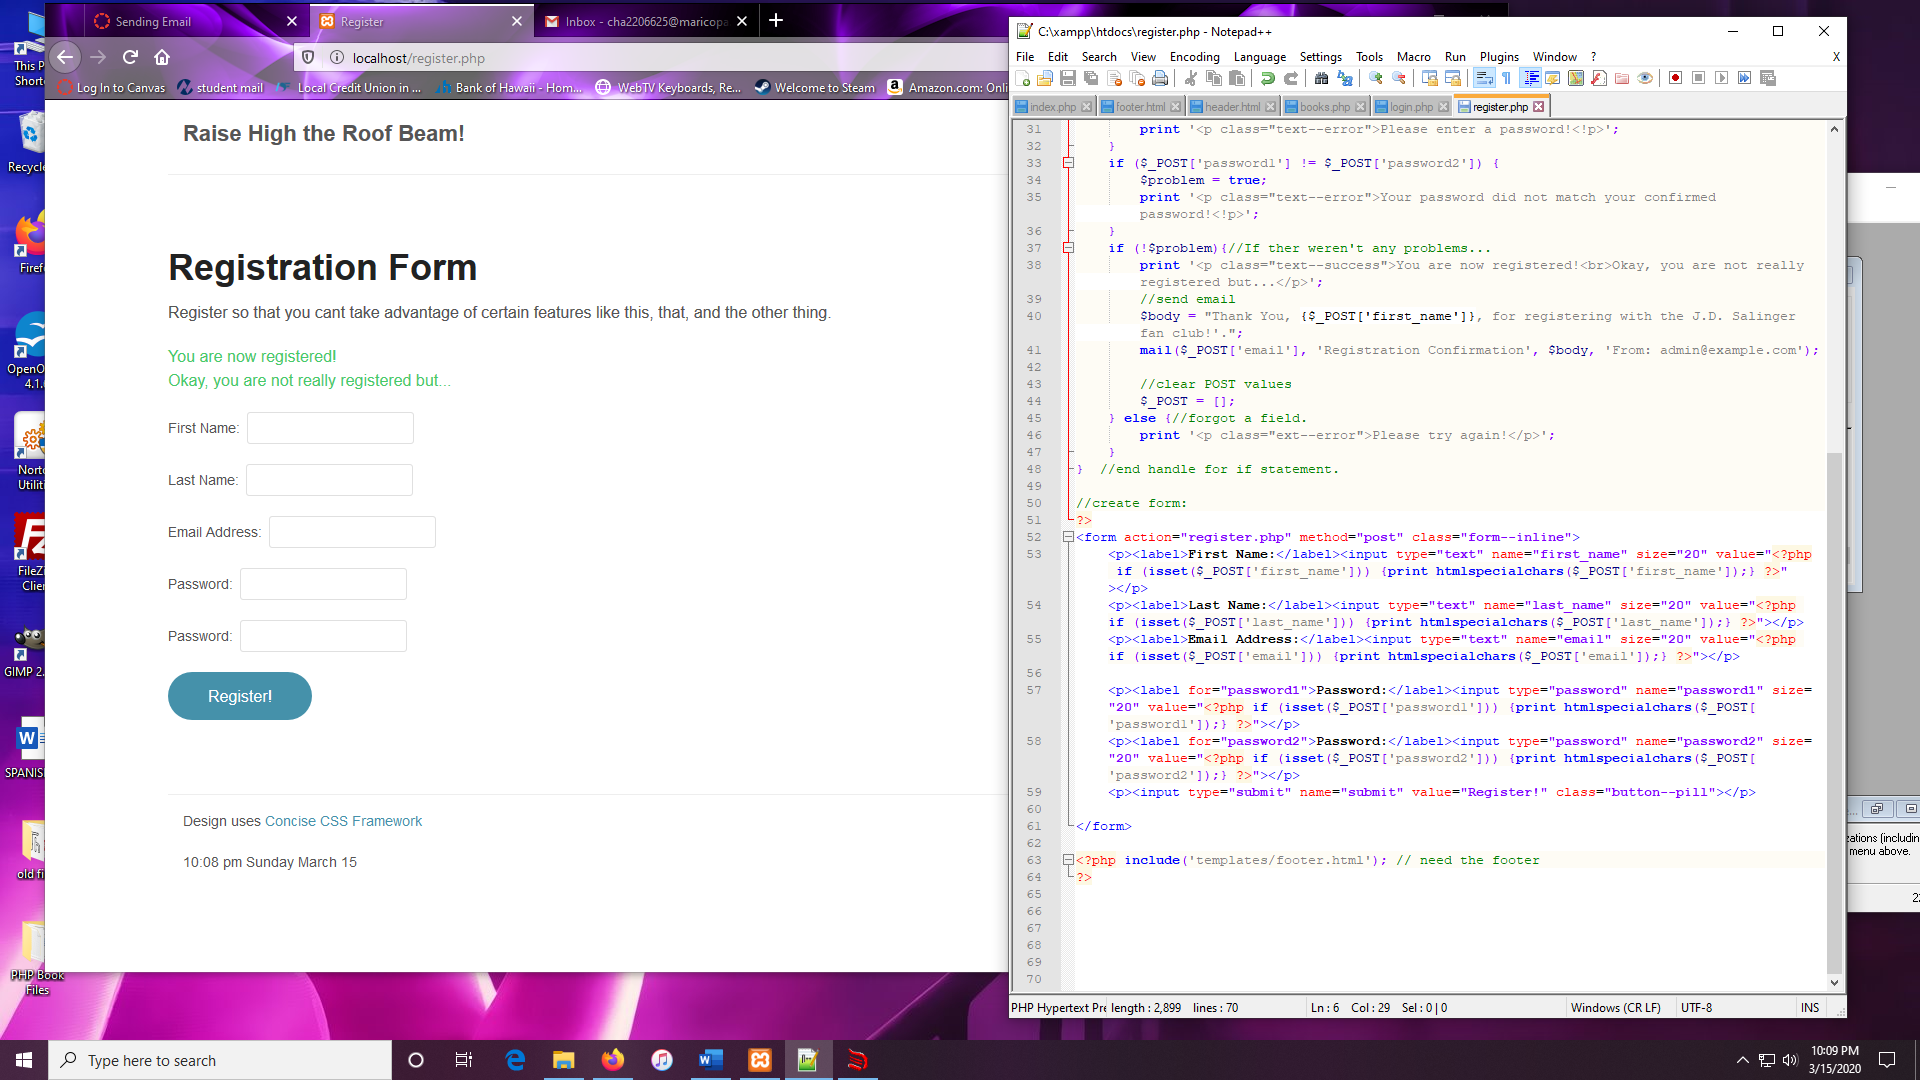 Sending Email
Register
Inbox - cha2206625@maricopa
localhost/register.php
Log In to Canvas
student mail
Local Credit Union in ...
Bank of Hawaii - Hom...
WebTV Keyboards, Re...
Welcome to Steam
Amazon.com: Onli
Raise High the Roof Beam!
Registration Form
Register so that you cant take advantage of certain features like this, that, and the other thing.
You are now registered!
Okay, you are not really registered but...
First Name:
Last Name:
Email Address:
Password:
Password:
Register!
Design uses Concise CSS Framework
10:08 pm Sunday March 15
This P
Short
Recycle
Firef
OpenO
4.1.
Norto
Utiliti
FileZi
Clier
GIMP 2.
SPANIS
old fi
PHP Book
Files
C:\xampp\htdocs\register.php - Notepad++
File Edit Search View Encoding Language Settings Tools Macro Run Plugins Window ? X
index.php footer.html header.html books.php login.php register.php
31 print '<p class="text--error">Please enter a password!<!p>';
32 }
33 if ($_POST['password1'] != $_POST['password2']) {
34 $problem = true;
35 print '<p class="text--error">Your password did not match your confirmed
password!<!p>';
36 }
37 if (!$problem){//If ther weren't any problems...
38 print '<p class="text--success">You are now registered!<br>Okay, you are not really
registered but...</p>';
39 //send email
40 $body = "Thank You, {$_POST['first_name']}, for registering with the J.D. Salinger
fan club!'.";
41 mail($_POST['email'], 'Registration Confirmation', $body, 'From: admin@example.com');
42
43 //clear POST values
44 $_POST = [];
45 } else {//forgot a field.
46 print '<p class="ext--error">Please try again!</p>';
47 }
48 } //end handle for if statement.
49
50 //create form:
51 ?>
52 <form action="register.php" method="post" class="form--inline">
53 <p><label>First Name:</label><input type="text" name="first_name" size="20" value="<?php
if (isset($_POST['first_name'])) {print htmlspecialchars($_POST['first_name']);} ?>"
></p>
54 <p><label>Last Name:</label><input type="text" name="last_name" size="20" value="<?php
if (isset($_POST['last_name'])) {print htmlspecialchars($_POST['last_name']);} ?>"></p>
55 <p><label>Email Address:</label><input type="text" name="email" size="20" value="<?php
if (isset($_POST['email'])) {print htmlspecialchars($_POST['email']);} ?>"></p>
56
57 <p><label for="password1">Password:</label><input type="password" name="password1" size=
"20" value="<?php if (isset($_POST['password1'])) {print htmlspecialchars($_POST[
'password1']);} ?>"></p>
58 <p><label for="password2">Password:</label><input type="password" name="password2" size=
"20" value="<?php if (isset($_POST['password2'])) {print htmlspecialchars($_POST[
'password2']);} ?>"></p>
59 <p><input type="submit" name="submit" value="Register!" class="button--pill"></p>
60
61 </form>
62
63 <?php include('templates/footer.html'); // need the footer
64 ?>
65
66
67
68
69
70
PHP Hypertext Pre length : 2,899 lines : 70 Ln : 6 Col : 29 Sel : 0 | 0 Windows (CR LF) UTF-8 INS
zations (includin
menu above.
22
Type here to search
10:09 PM
3/15/2020